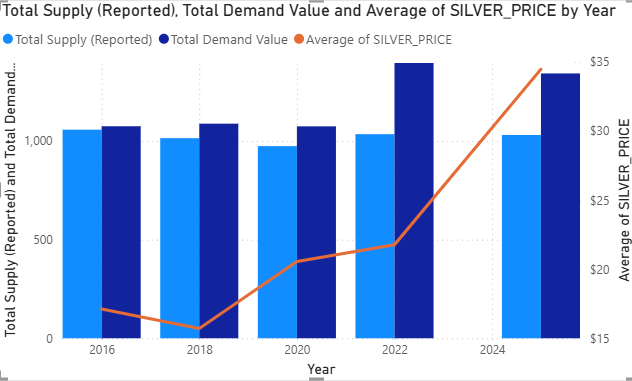 Total Supply (Reported), Total Demand Value and Average of SILVER_PRICE by Year
Total Supply (Reported) Total Demand Value Average of SILVER_PRICE
Total Supply (Reported) and Total Demand...
1,000
500
0
2016 2018 2020 2022 2024
Year
$35
$30
$25
$20
$15
Average of SILVER_PRICE